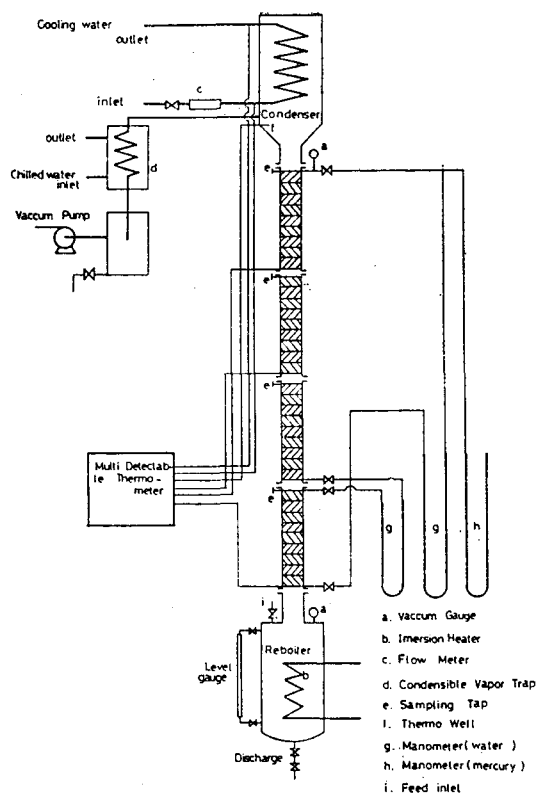 Cooling water
outlet
inlet
c
Condenser
f
outlet
d
Chilled water
inlet
Vaccum Pump
a
e
e
e
Multi Detectab-
le Thermo-
meter
e
g
g
h
i
a
Reboiler
b
Level
gauge
Discharge
a. Vaccum Gauge
b. Imersion Heater
c. Flow Meter
d. Condensible Vapor Trap
e. Sampling Tap
f. Thermo Well
g. Manometer(water)
h. Manometer(mercury)
i. Feed inlet